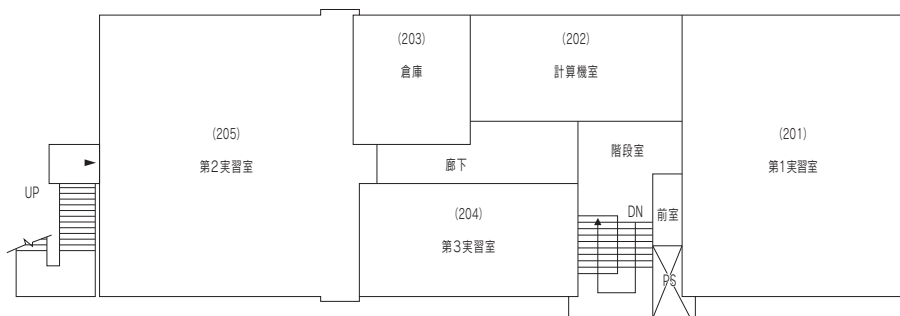 (203)
倉庫
(202)
計算機室
(205)
第2実習室
(201)
第1実習室
廊下
階段室
UP
(204)
第3実習室
DN
前室
PS